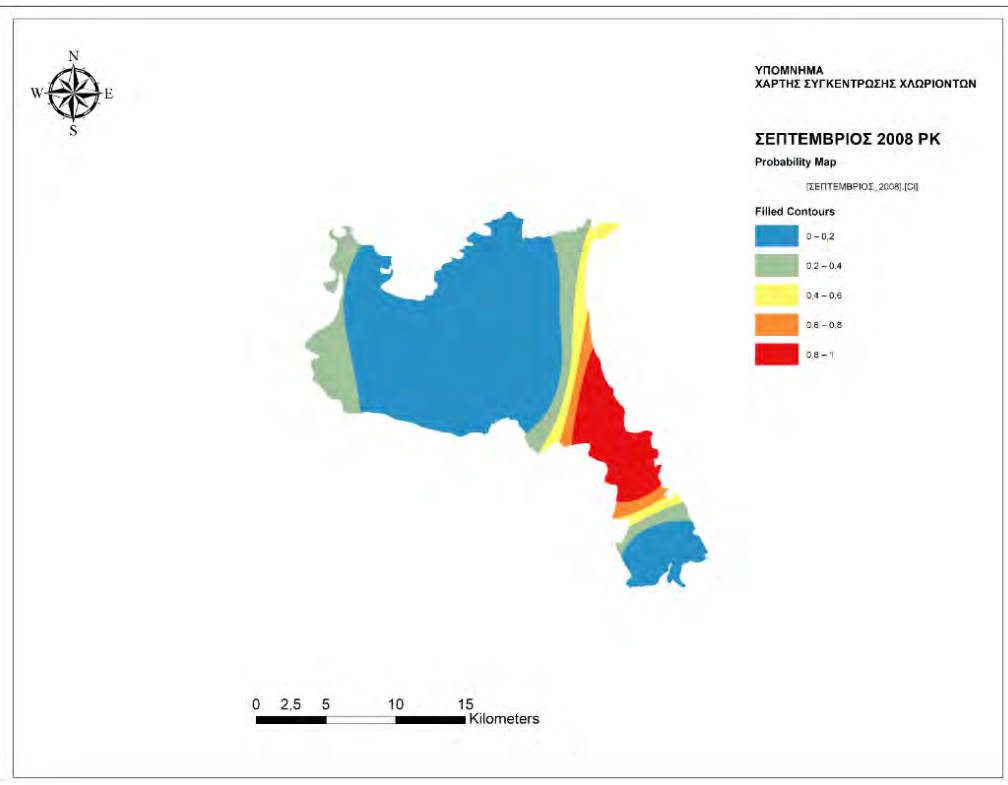 N
W E
S
ΥΠΟΜΝΗΜΑ
ΧΑΡΤΗΣ ΣΥΓΚΕΝΤΡΩΣΗΣ ΧΛΩΡΙΟΝΤΩΝ
ΣΕΠΤΕΜΒΡΙΟΣ 2008 PK
Probability Map
[ΣΕΠΤΕΜΒΡΙΟΣ_2008].[Cl]
Filled Contours
0 – 0,2
0,2 – 0,4
0,4 – 0,6
0,6 – 0,8
0,8 – 1
0 2,5 5 10 15
Kilometers